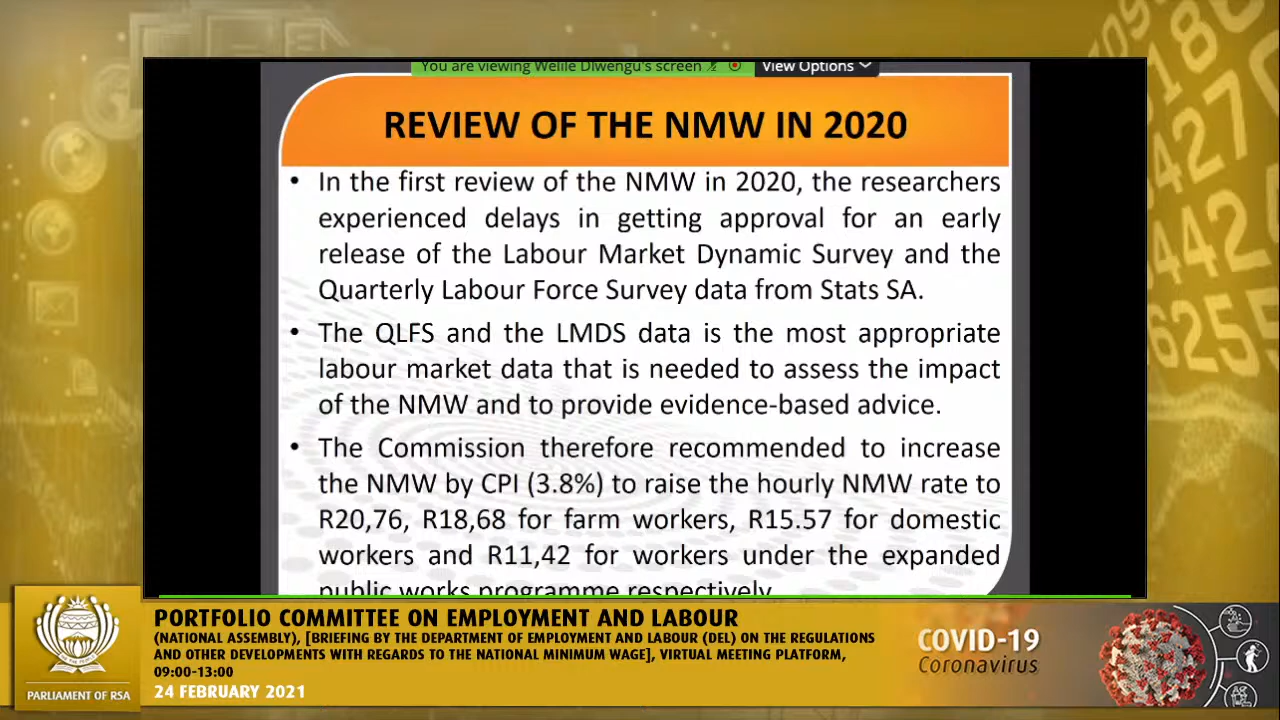 You are viewing Welile Dlwengu's screen
View Options
REVIEW OF THE NMW IN 2020
• In the first review of the NMW in 2020, the researchers
experienced delays in getting approval for an early
release of the Labour Market Dynamic Survey and the
Quarterly Labour Force Survey data from Stats SA.
• The QLFS and the LMDS data is the most appropriate
labour market data that is needed to assess the impact
of the NMW and to provide evidence-based advice.
• The Commission therefore recommended to increase
the NMW by CPI (3.8%) to raise the hourly NMW rate to
R20,76, R18,68 for farm workers, R15.57 for domestic
workers and R11,42 for workers under the expanded
public works programme respectively
PORTFOLIO COMMITTEE ON EMPLOYMENT AND LABOUR
(NATIONAL ASSEMBLY), [BRIEFING BY THE DEPARTMENT OF EMPLOYMENT AND LABOUR (DEL) ON THE REGULATIONS
AND OTHER DEVELOPMENTS WITH REGARDS TO THE NATIONAL MINIMUM WAGE], VIRTUAL MEETING PLATFORM,
09:00-13:00
24 FEBRUARY 2021
PARLIAMENT OF RSA
COVID-19
Coronavirus